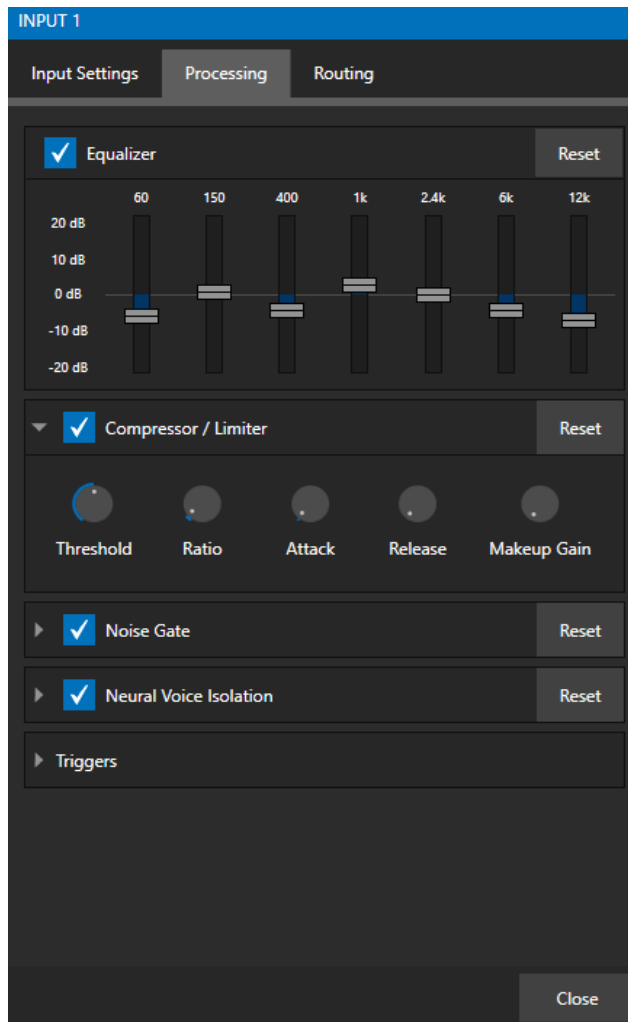 INPUT 1
Input Settings Processing Routing
Equalizer Reset
60 150 400 1k 2.4k 6k 12k
20 dB
10 dB
0 dB
-10 dB
-20 dB
Compressor / Limiter Reset
Threshold Ratio Attack Release Makeup Gain
Noise Gate Reset
Neural Voice Isolation Reset
Triggers
Close